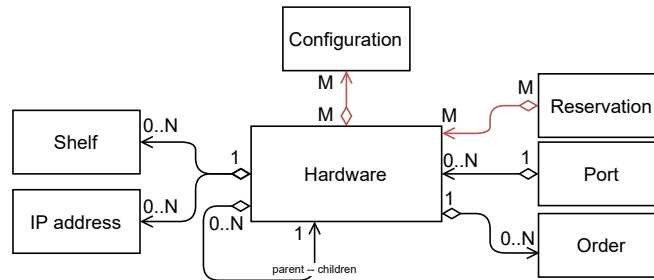 Configuration
M
M
M
M
Reservation
Shelf
0..N
1
Hardware
0..N
1
Port
IP address
0..N
0..N
1
1
0..N
Order
parent -- children